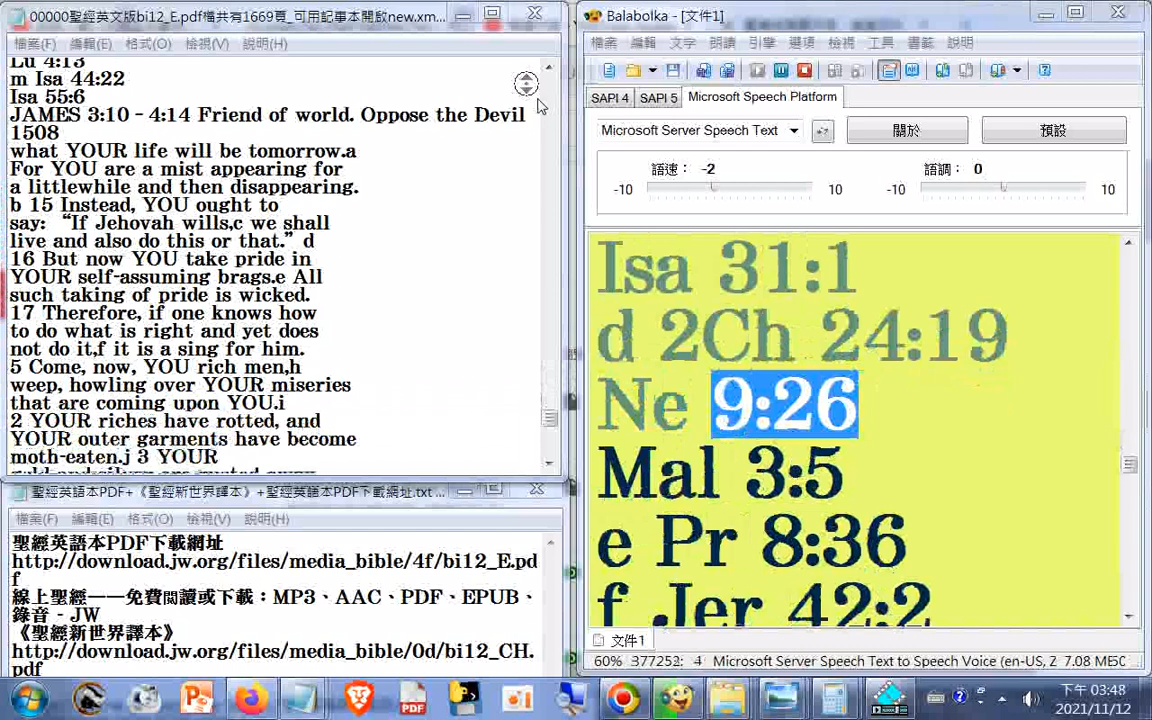 00000聖經英文版bi12_E.pdf檔共有1669頁_可用記事本開啟new.xm...
檔案(F) 編輯(E) 格式(O) 檢視(V) 說明(H)
Lu 4:13
m Isa 44:22
Isa 55:6
JAMES 3:10 - 4:14 Friend of world. Oppose the Devil
1508
what YOUR life will be tomorrow.a
For YOU are a mist appearing for
a littlewhile and then disappearing.
b 15 Instead, YOU ought to
say: “If Jehovah wills,c we shall
live and also do this or that.” d
16 But now YOU take pride in
YOUR self-assuming brags.e All
such taking of pride is wicked.
17 Therefore, if one knows how
to do what is right and yet does
not do it,f it is a sing for him.
5 Come, now, YOU rich men,h
weep, howling over YOUR miseries
that are coming upon YOU.i
2 YOUR riches have rotted, and
YOUR outer garments have become
moth-eaten.j 3 YOUR
聖經英語本PDF+《聖經新世界譯本》+聖經英語本PDF下載網址.txt ...
檔案(F) 編輯(E) 格式(O) 檢視(V) 說明(H)
聖經英語本PDF下載網址
http://download.jw.org/files/media_bible/4f/bi12_E.pd
f
線上聖經——免費閱讀或下載：MP3、AAC、PDF、EPUB、
錄音 - JW
《聖經新世界譯本》
http://download.jw.org/files/media_bible/0d/bi12_CH.
pdf
Balabolka - [文件1]
檔案 編輯 文字 朗讀 引擎 選項 檢視 工具 書籤 說明
SAPI 4 SAPI 5 Microsoft Speech Platform
Microsoft Server Speech Text 關於 預設
語速： -2 語調： 0
-10 10 -10 10
Isa 31:1
d 2Ch 24:19
Ne 9:26
Mal 3:5
e Pr 8:36
f Jer 42:2
文件1
60% 377252: 4 Microsoft Server Speech Text to Speech Voice (en-US, Z 7.08 ME
下午 03:48
2021/11/12